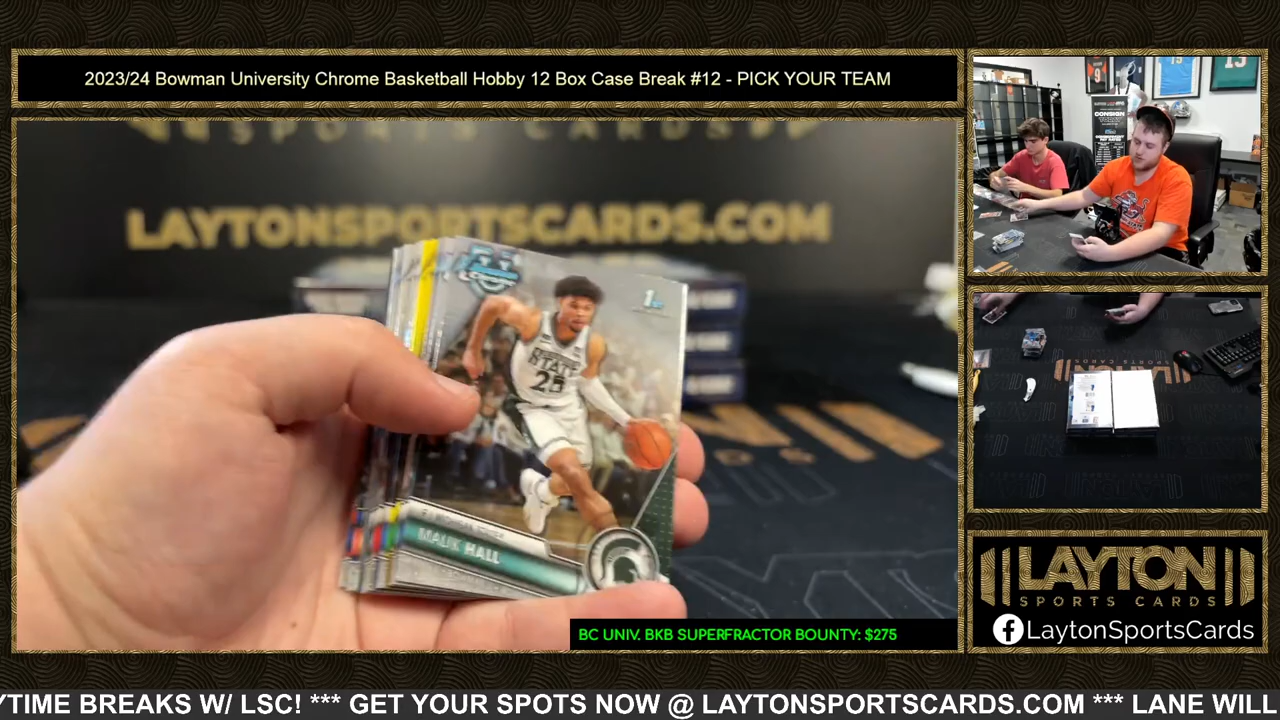 2023/24 Bowman University Chrome Basketball Hobby 12 Box Case Break #12 - PICK YOUR TEAM
LAYTONSPORTSCARDS.COM
1st
STATE
25
MALIK HALL
CONSIGN
BC UNIV. BKB SUPERFRACTOR BOUNTY: $275
LAYTON
SPORTS CARDS
LaytonSportsCards
YTIME BREAKS W/ LSC! *** GET YOUR SPOTS NOW @ LAYTONSPORTSCARDS.COM *** LANE WILL